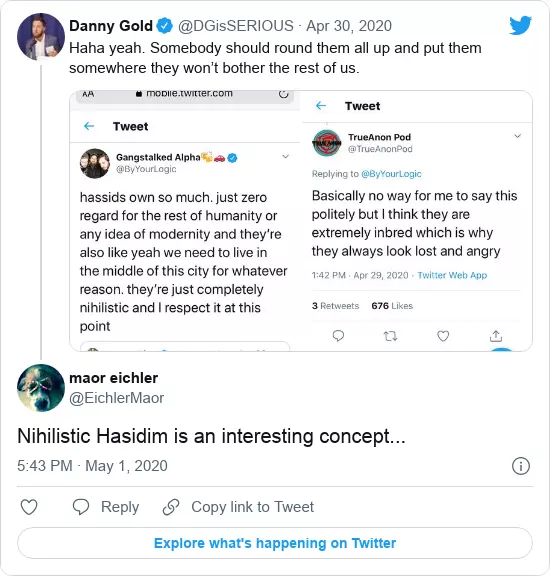 Danny Gold @DGisSERIOUS · Apr 30, 2020
Haha yeah. Somebody should round them all up and put them
somewhere they won’t bother the rest of us.
AA mobile.twitter.com
Tweet
Gangstalked Alpha
@ByYourLogic
hassids own so much. just zero
regard for the rest of humanity or
any idea of modernity and they’re
also like yeah we need to live in
the middle of this city for whatever
reason. they’re just completely
nihilistic and I respect it at this
point
Tweet
TRUE ANON
TrueAnon Pod
@TrueAnonPod
Replying to @ByYourLogic
Basically no way for me to say this
politely but I think they are
extremely inbred which is why
they always look lost and angry
1:42 PM · Apr 29, 2020 · Twitter Web App
3 Retweets 676 Likes
maor eichler
@EichlerMaor
Nihilistic Hasidim is an interesting concept...
5:43 PM · May 1, 2020
Reply Copy link to Tweet
Explore what's happening on Twitter